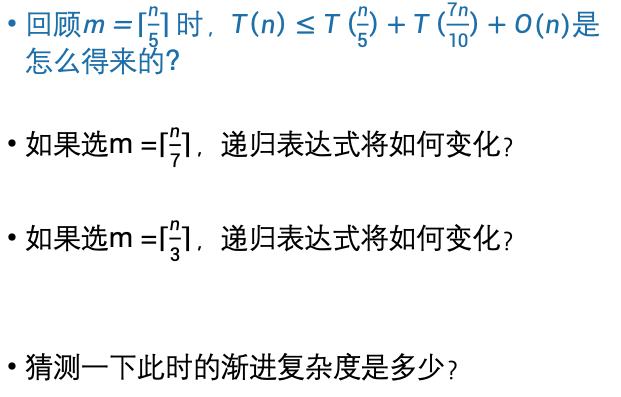 • 回顾m = ⌈n/5⌉ 时，T(n) ≤ T (n/5) + T (7n/10) + O(n)是
怎么得来的?
• 如果选m =⌈n/7⌉，递归表达式将如何变化?
• 如果选m =⌈n/3⌉，递归表达式将如何变化?
• 猜测一下此时的渐进复杂度是多少?